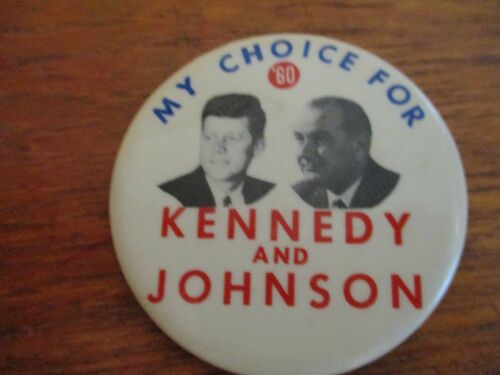 MY CHOICE FOR
'60
KENNEDY
AND
JOHNSON